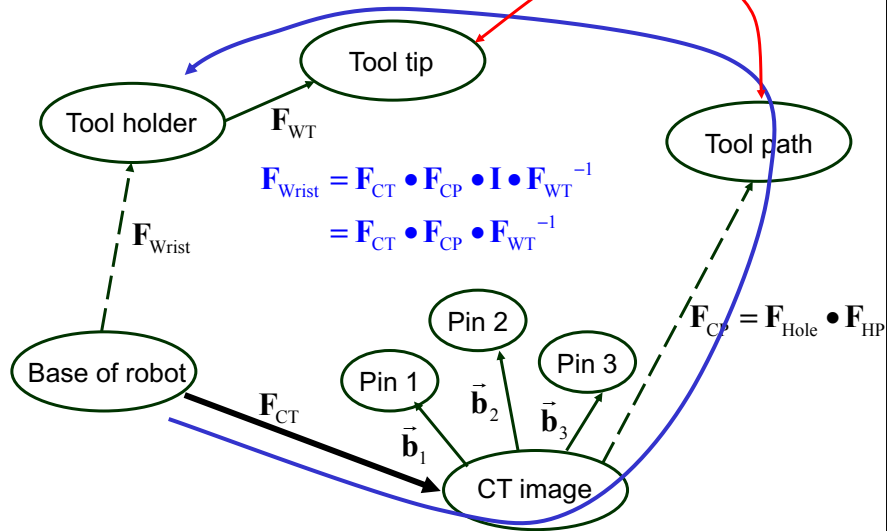 Tool tip
Tool holder
F_WT
Tool path
F_Wrist = F_CT • F_CP • I • F_WT^-1
= F_CT • F_CP • F_WT^-1
F_Wrist
F_CP = F_Hole • F_HP
Pin 2
Pin 3
Pin 1
Base of robot
F_CT
b⃗_1
b⃗_2
b⃗_3
CT image